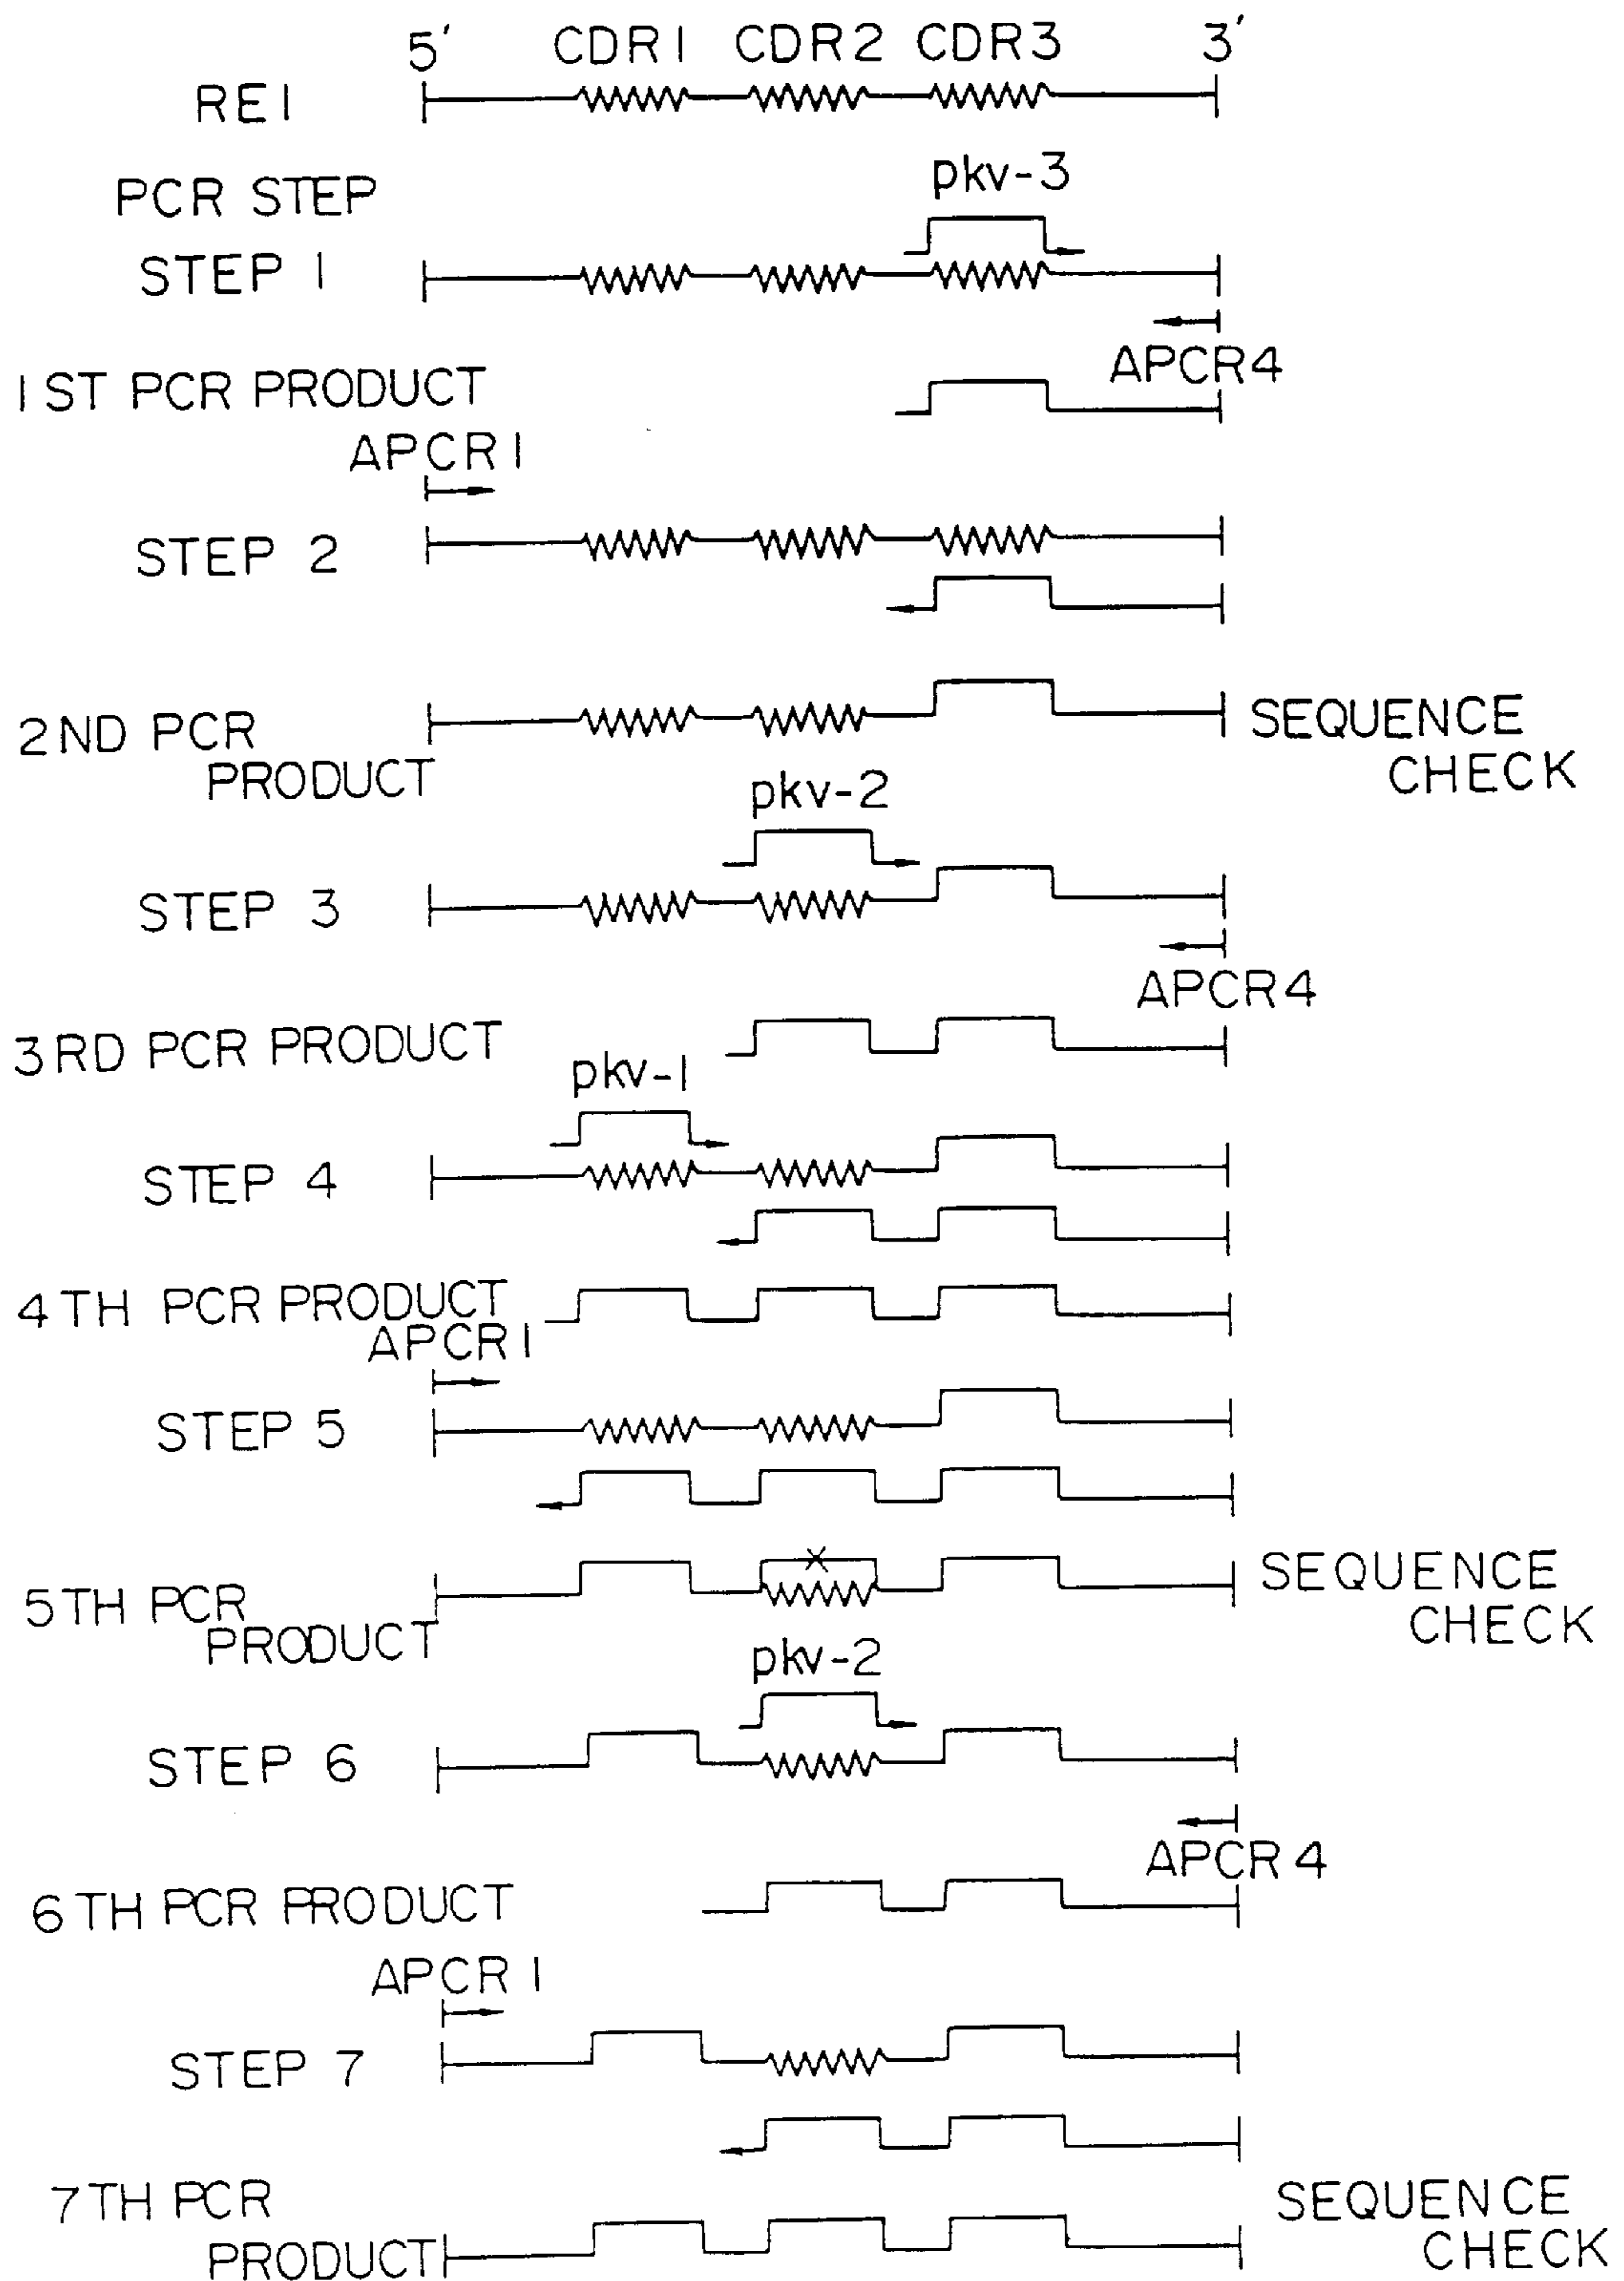 5' CDR1 CDR2 CDR3 3'
REI
PCR STEP
pkv-3
STEP 1
APCR4
1ST PCR PRODUCT
APCR1
STEP 2
2ND PCR
PRODUCT
SEQUENCE
CHECK
pkv-2
STEP 3
APCR4
3RD PCR PRODUCT
pkv-1
STEP 4
4TH PCR PRODUCT
APCR1
STEP 5
5TH PCR
PRODUCT
SEQUENCE
CHECK
pkv-2
STEP 6
APCR4
6TH PCR PRODUCT
APCR1
STEP 7
7TH PCR
PRODUCT
SEQUENCE
CHECK